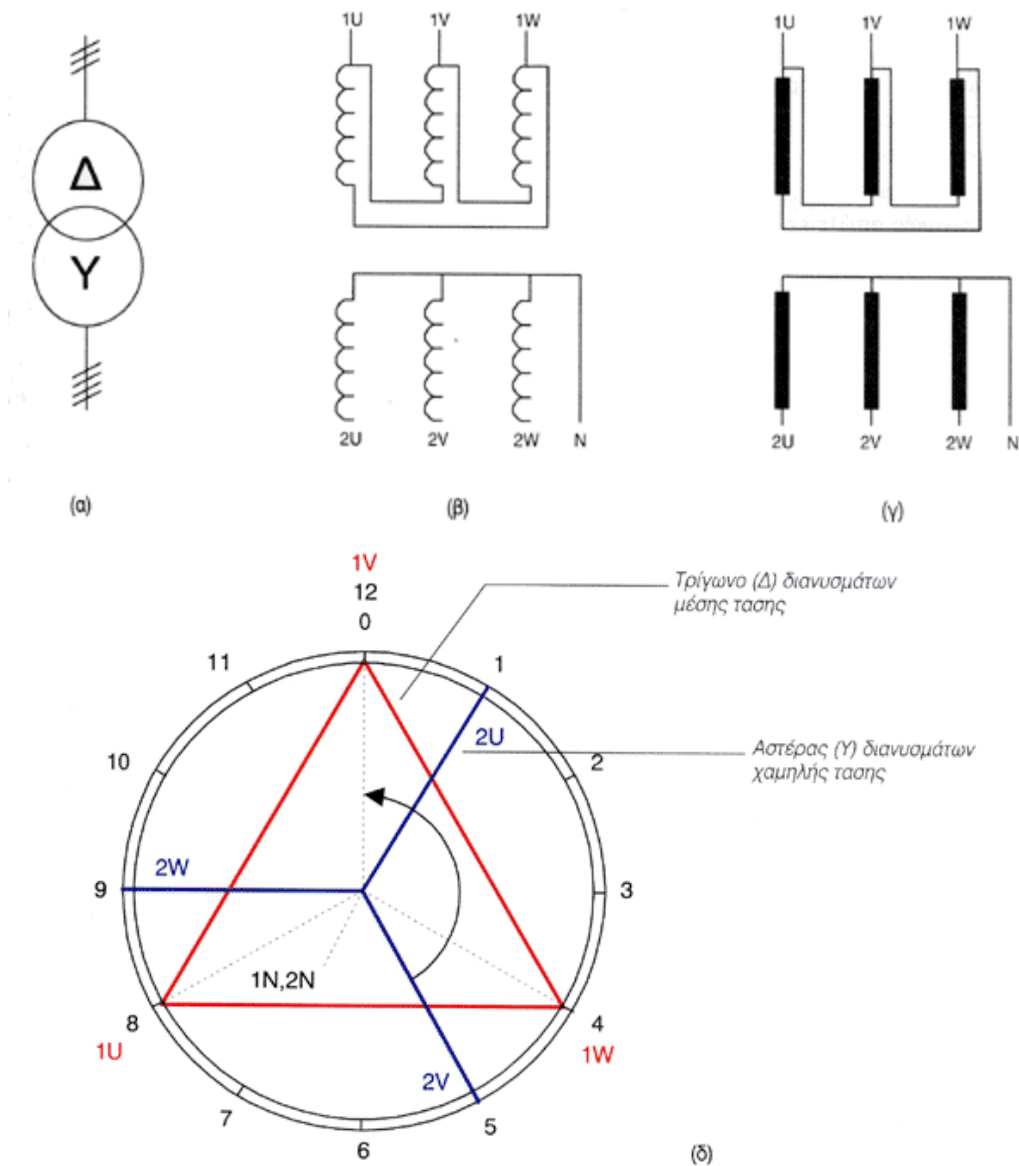 1U 1V 1W
1U 1V 1W
Δ
Υ
2U 2V 2W N
2U 2V 2W N
(α)
(β)
(γ)
1V
12
0
Τρίγωνο (Δ) διανυσμάτων
μέσης τασης
11
1
2U
Αστέρας (Υ) διανυσμάτων
χαμηλής τασης
10
2
2W
9
3
1N,2N
8
4
1U
1W
2V
7
5
6
(δ)